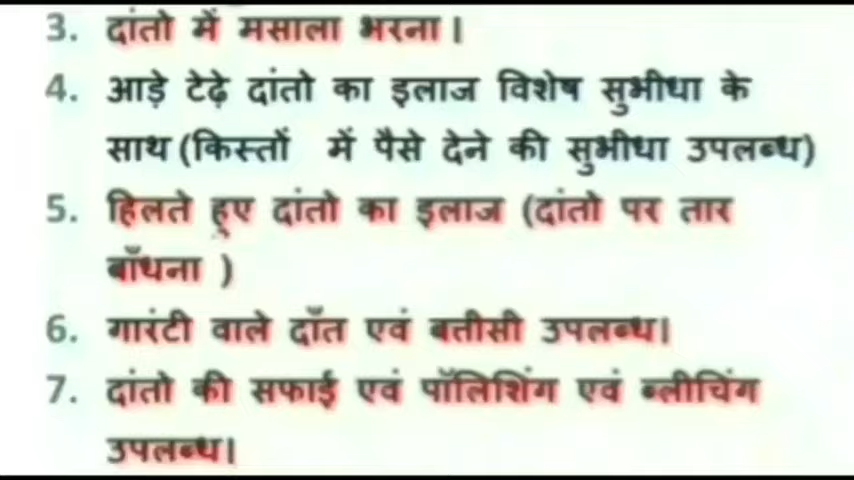 3. दांतो में मसाला भरना।
4. आड़े टेढ़े दांतो का इलाज विशेष सुभीधा के
साथ (किस्तों में पैसे देने की सुभीधा उपलब्ध)
5. हिलते हुए दांतो का इलाज (दांतो पर तार
बाँधना )
6. गारंटी वाले दाँत एवं बतीसी उपलब्ध।
7. दांतो की सफाई एवं पॉलिशिंग एवं ब्लीचिंग
उपलब्ध।